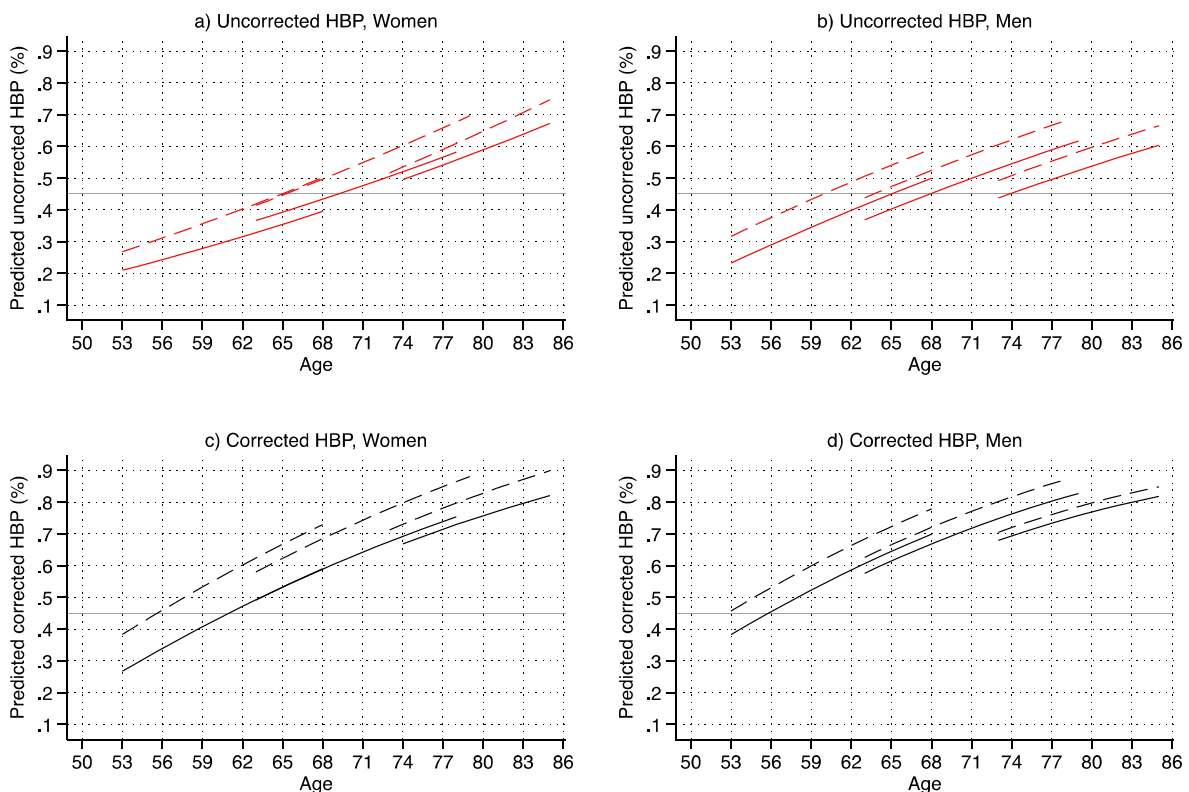 a) Uncorrected HBP, Women
Predicted uncorrected HBP (%)
.9
.8
.7
.6
.5
.4
.3
.2
.1
50 53 56 59 62 65 68 71 74 77 80 83 86
Age
b) Uncorrected HBP, Men
Predicted uncorrected HBP (%)
.9
.8
.7
.6
.5
.4
.3
.2
.1
50 53 56 59 62 65 68 71 74 77 80 83 86
Age
c) Corrected HBP, Women
Predicted corrected HBP (%)
.9
.8
.7
.6
.5
.4
.3
.2
.1
50 53 56 59 62 65 68 71 74 77 80 83 86
Age
d) Corrected HBP, Men
Predicted corrected HBP (%)
.9
.8
.7
.6
.5
.4
.3
.2
.1
50 53 56 59 62 65 68 71 74 77 80 83 86
Age